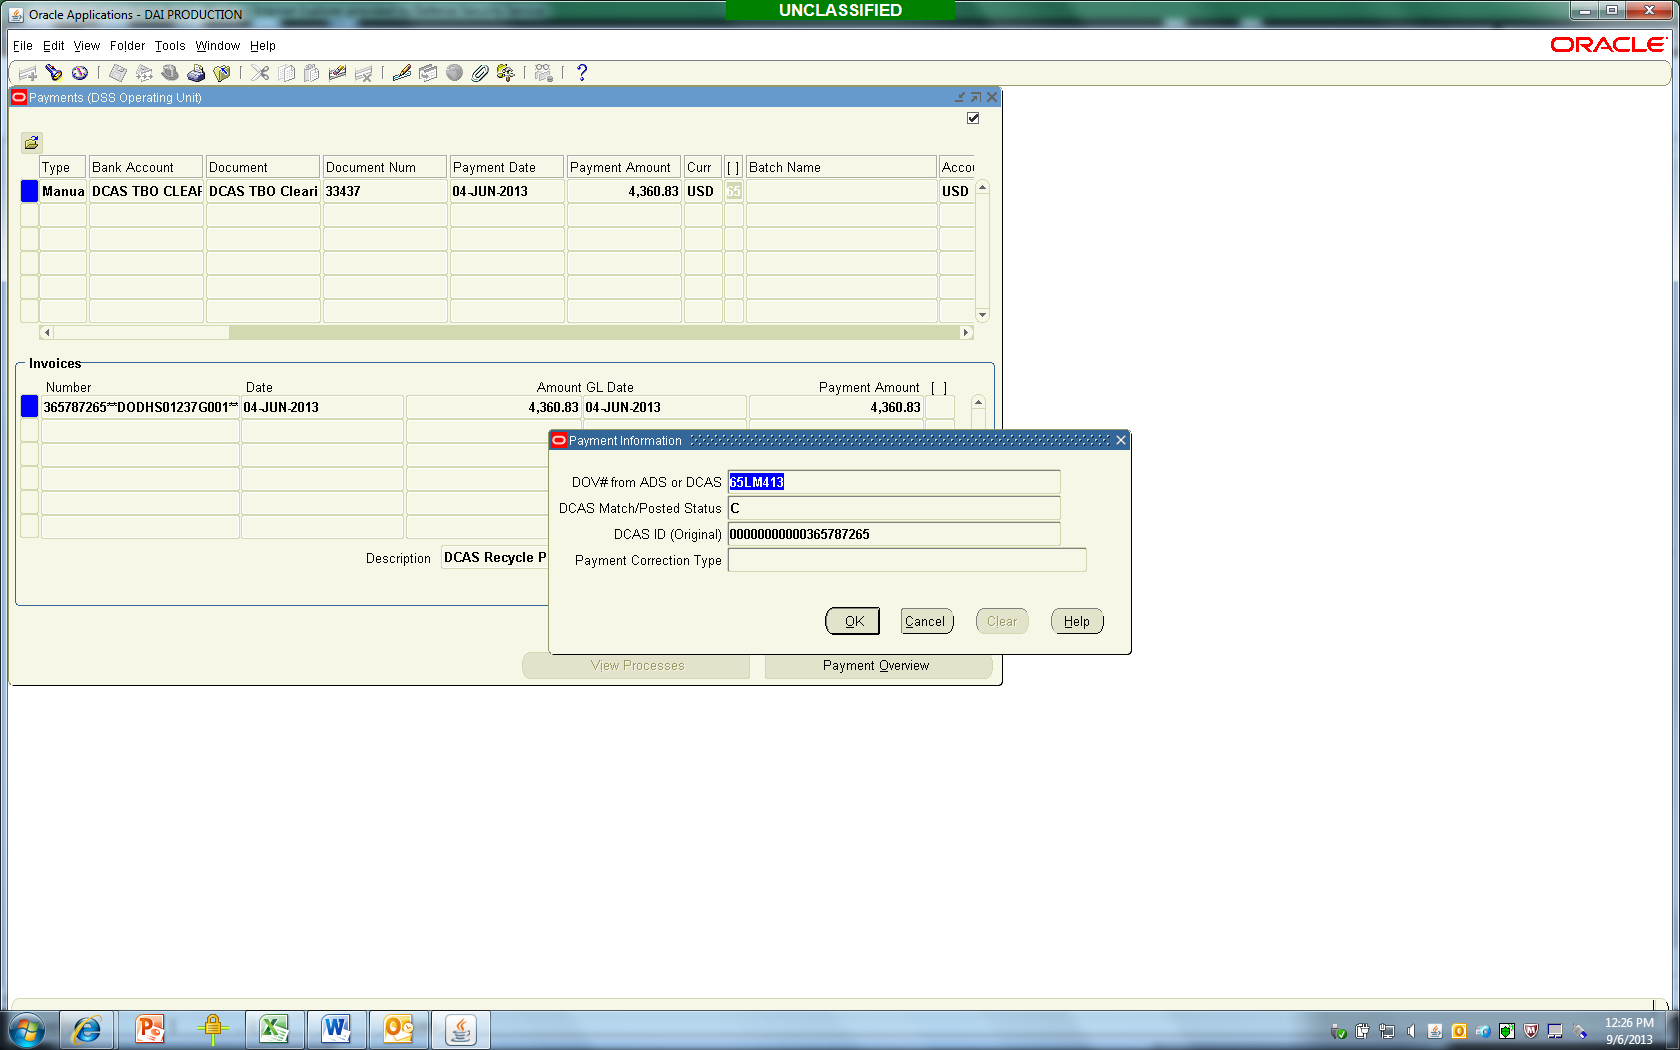 UNCLASSIFIED
Oracle Applications - DAI PRODUCTION
File Edit View Folder Tools Window Help
ORACLE
Payments (DSS Operating Unit)
Type Bank Account Document Document Num Payment Date Payment Amount Curr [ ] Batch Name Accou
Manua DCAS TBO CLEAR DCAS TBO Cleari 33437 04-JUN-2013 4,360.83 USD 65 USD
Invoices
Number Date Amount GL Date Payment Amount [ ]
365787265**DODHS01237G001** 04-JUN-2013 4,360.83 04-JUN-2013 4,360.83
Payment Information
DOV# from ADS or DCAS 65LM413
DCAS Match/Posted Status C
DCAS ID (Original) 00000000000365787265
Payment Correction Type
Description DCAS Recycle P
OK Cancel Clear Help
View Processes Payment Overview
12:26 PM
9/6/2013